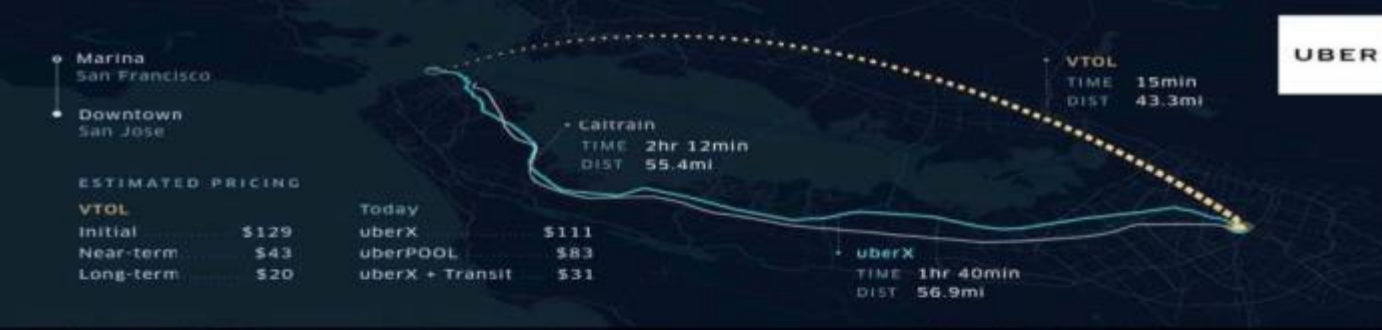 Marina
San Francisco
Downtown
San Jose
ESTIMATED PRICING
VTOL
Initial $129
Near-term $43
Long-term $20
Today
uberX $111
uberPOOL $83
uberX + Transit $31
Caltrain
TIME 2hr 12min
DIST 55.4mi
uberX
TIME 1hr 40min
DIST 56.9mi
VTOL
TIME 15min
DIST 43.3mi
UBER